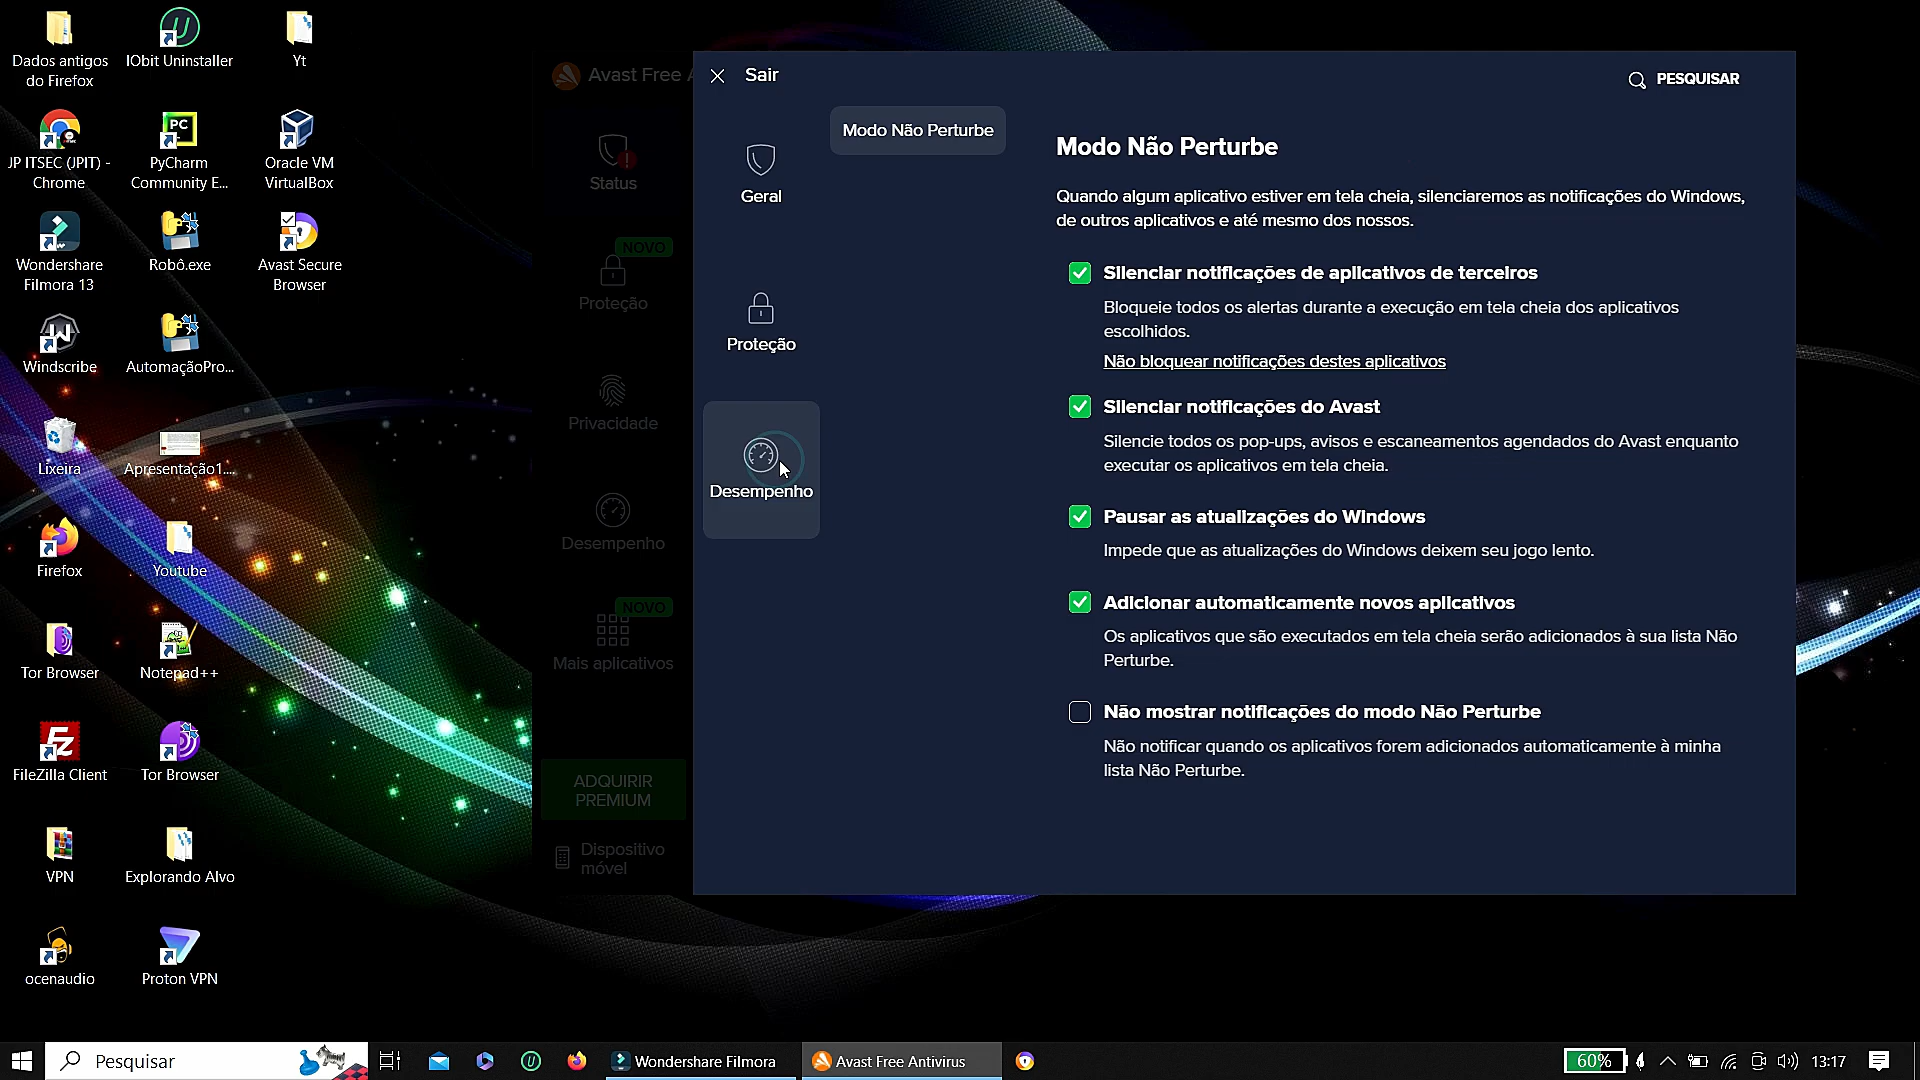 Dados antigos
do Firefox
IObit Uninstaller
Yt
JP ITSEC (JPIT) -
Chrome
PC
PyCharm
Community E...
Oracle VM
VirtualBox
Wondershare
Filmora 13
Robô.exe
Avast Secure
Browser
Windscribe
AutomaçãoPro...
Lixeira
Apresentação1....
Firefox
Youtube
Tor Browser
Notepad++
FileZilla Client
Tor Browser
VPN
Explorando Alvo
ocenaudio
Proton VPN
Avast Free A
Status
NOVO
Proteção
Privacidade
Desempenho
NOVO
Mais aplicativos
ADQUIRIR
PREMIUM
Dispositivo
móvel
Sair
PESQUISAR
Geral
Proteção
Desempenho
Modo Não Perturbe
Modo Não Perturbe
Quando algum aplicativo estiver em tela cheia, silenciaremos as notificações do Windows,
de outros aplicativos e até mesmo dos nossos.
Silenciar notificações de aplicativos de terceiros
Bloqueie todos os alertas durante a execução em tela cheia dos aplicativos
escolhidos.
Não bloquear notificações destes aplicativos
Silenciar notificações do Avast
Silencie todos os pop-ups, avisos e escaneamentos agendados do Avast enquanto
executar os aplicativos em tela cheia.
Pausar as atualizações do Windows
Impede que as atualizações do Windows deixem seu jogo lento.
Adicionar automaticamente novos aplicativos
Os aplicativos que são executados em tela cheia serão adicionados à sua lista Não
Perturbe.
Não mostrar notificações do modo Não Perturbe
Não notificar quando os aplicativos forem adicionados automaticamente à minha
lista Não Perturbe.
Pesquisar
Wondershare Filmora
Avast Free Antivirus
60%
13:17